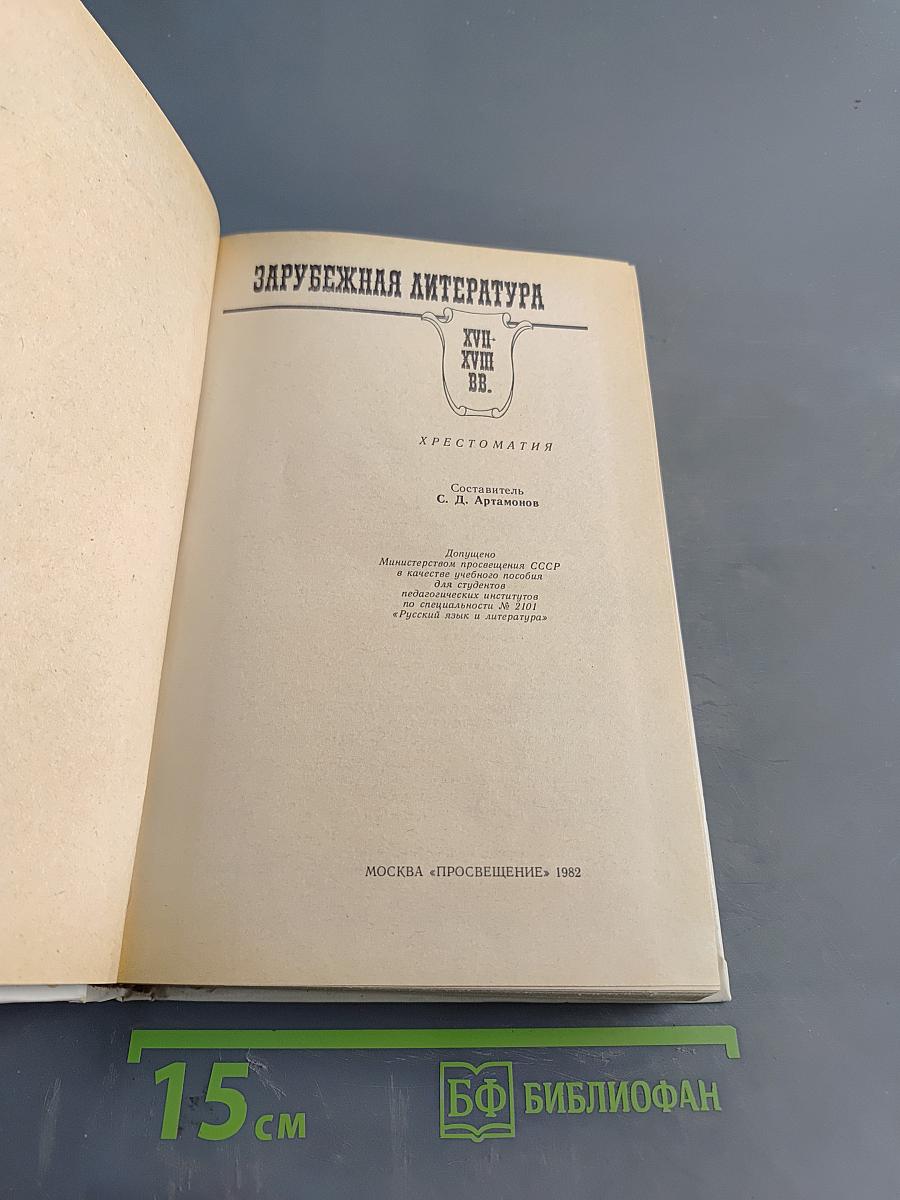 ЗАРУБЕЖНАЯ ЛИТЕРАТУРА
XVII-
XVIII
ВВ.
ХРЕСТОМАТИЯ
Составитель
С. Д. Артамонов
Допущено
Министерством просвещения СССР
в качестве учебного пособия
для студентов
педагогических институтов
по специальности № 2101
«Русский язык и литература»
МОСКВА «ПРОСВЕЩЕНИЕ» 1982
15 см
БФ БИБЛИОФАН